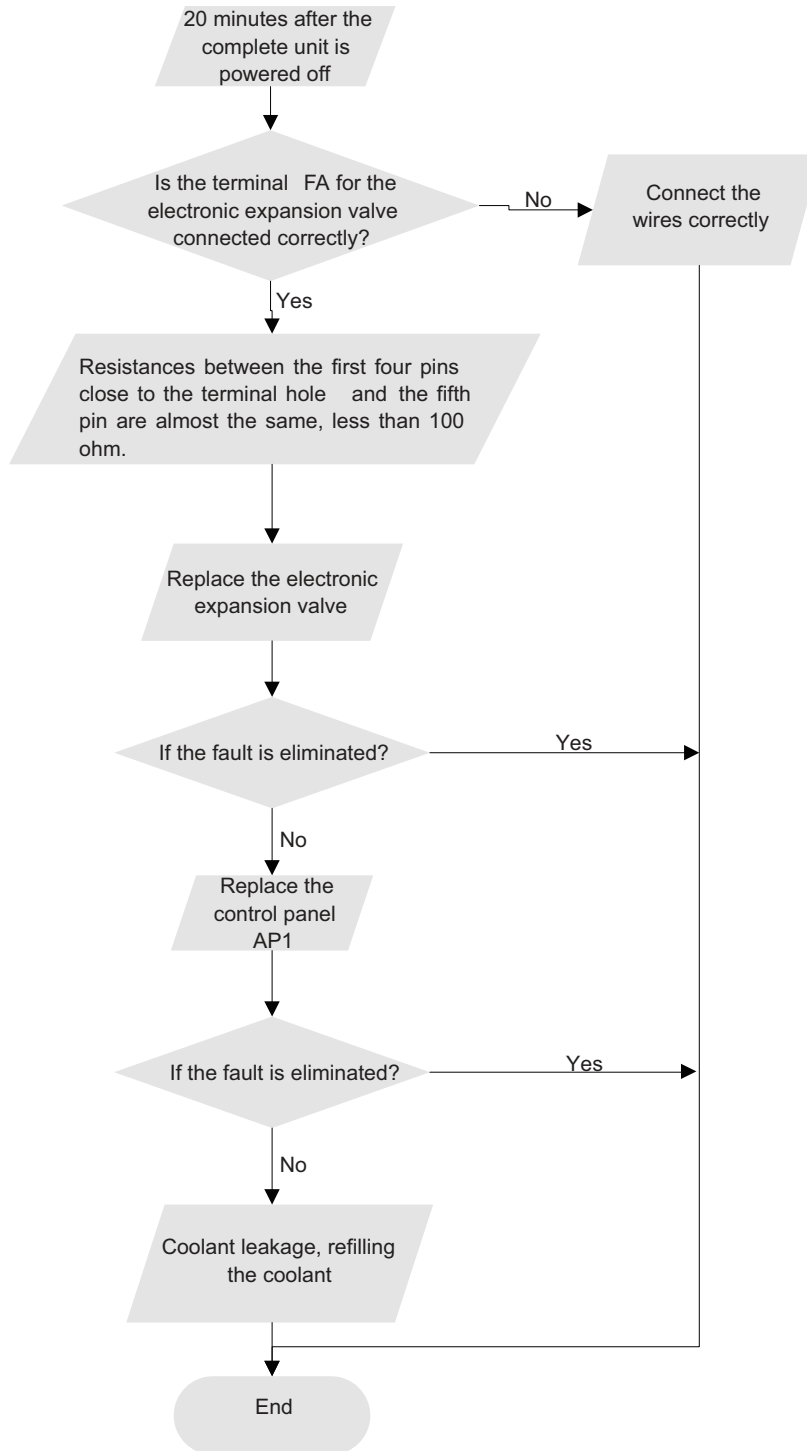 20 minutes after the
complete unit is
powered off
Is the terminal FA for the
electronic expansion valve
connected correctly?
No
Connect the
wires correctly
Yes
Resistances between the first four pins
close to the terminal hole and the fifth
pin are almost the same, less than 100
ohm.
Replace the electronic
expansion valve
If the fault is eliminated?
Yes
No
Replace the
control panel
AP1
If the fault is eliminated?
Yes
No
Coolant leakage, refilling
the coolant
End